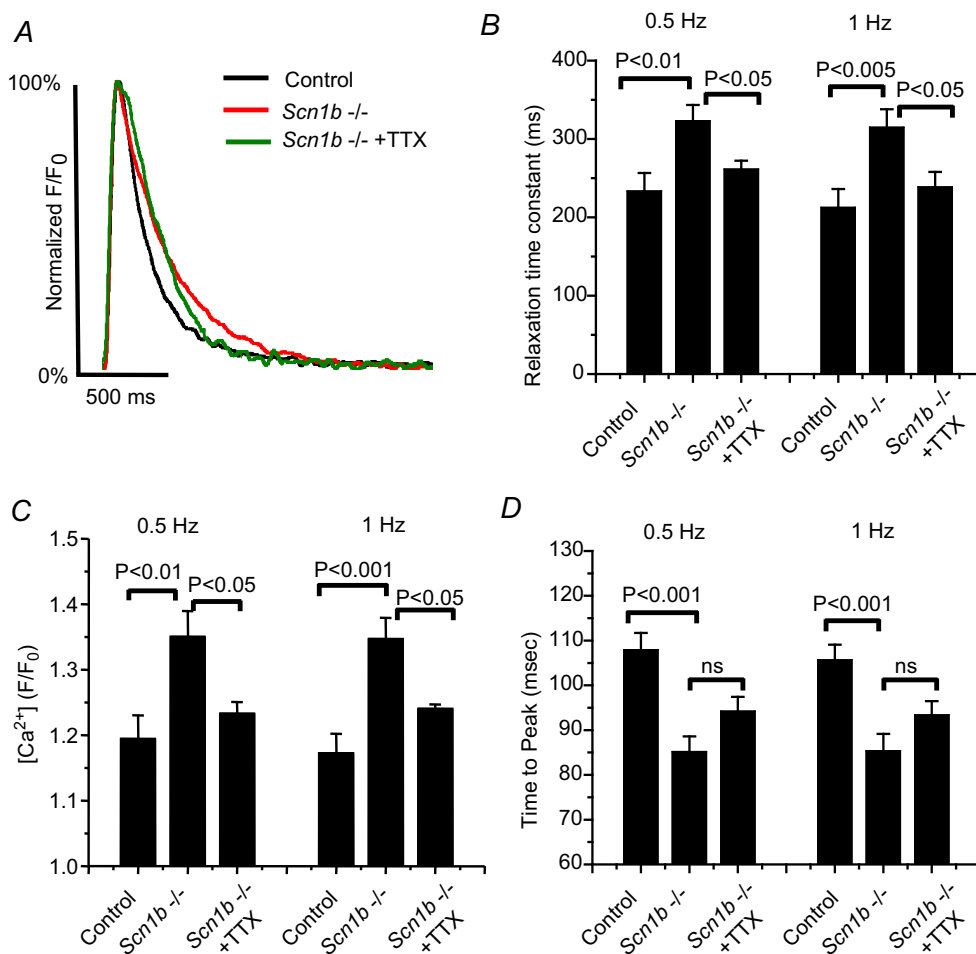 A
100%
Normalized F/F0
0%
500 ms
Control
Scn1b -/-
Scn1b -/- +TTX
B
0.5 Hz
1 Hz
Relaxation time constant (ms)
400
300
200
100
0
P<0.01
P<0.05
P<0.005
P<0.05
Control
Scn1b -/-
Scn1b -/-
+TTX
Control
Scn1b -/-
Scn1b -/-
+TTX
C
0.5 Hz
1 Hz
[Ca2+] (F/F0)
1.5
1.4
1.3
1.2
1.1
1.0
P<0.01
P<0.05
P<0.001
P<0.05
Control
Scn1b -/-
Scn1b -/-
+TTX
Control
Scn1b -/-
Scn1b -/-
+TTX
D
0.5 Hz
1 Hz
Time to Peak (msec)
130
120
110
100
90
80
70
60
P<0.001
ns
P<0.001
ns
Control
Scn1b -/-
Scn1b -/-
+TTX
Control
Scn1b -/-
Scn1b -/-
+TTX